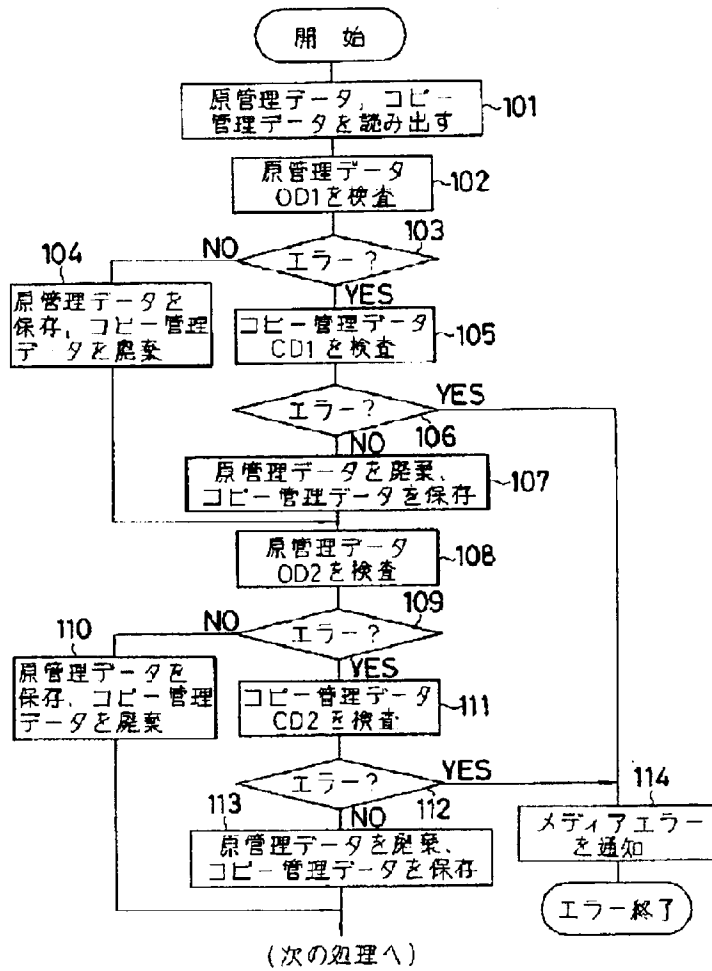 開始
原管理データ，コピー
管理データを読み出す
101
原管理データ
OD1を検査
102
103
エラー？
NO
YES
104
原管理データを
保存、コピー管理
データを廃棄
コピー管理データ
CD1を検査
105
エラー？
YES
106
NO
原管理データを廃棄、
コピー管理データを保存
107
原管理データ
OD2を検査
108
109
エラー？
NO
YES
110
原管理データを
保存、コピー管理
データを廃棄
コピー管理データ
CD2を検査
111
エラー？
YES
112
NO
113
原管理データを廃棄、
コピー管理データを保存
114
メディアエラー
を通知
エラー終了
(次の処理へ)